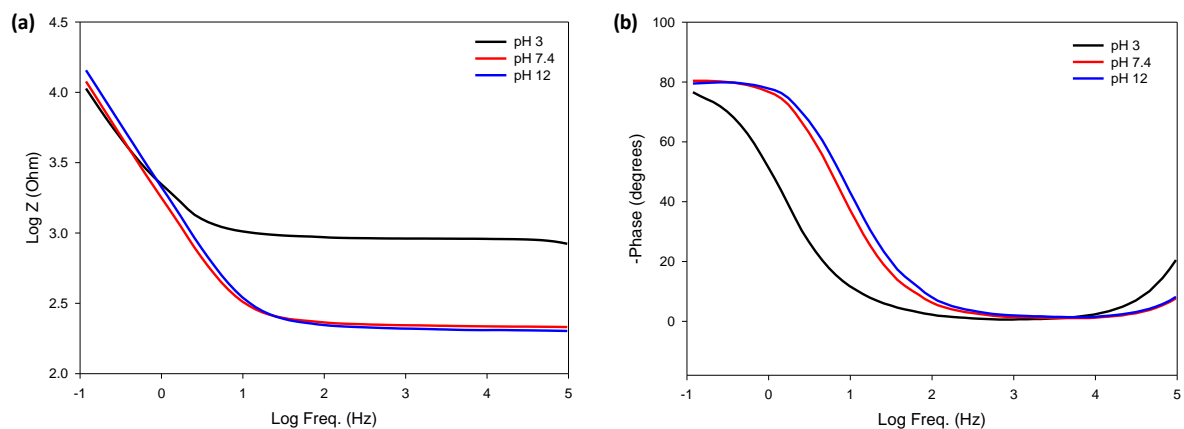 (a)
4.5
4.0
3.5
3.0
2.5
2.0
Log Z (Ohm)
-1 0 1 2 3 4 5
Log Freq. (Hz)
pH 3
pH 7.4
pH 12
(b)
100
80
60
40
20
0
-Phase (degrees)
-1 0 1 2 3 4 5
Log Freq. (Hz)
pH 3
pH 7.4
pH 12